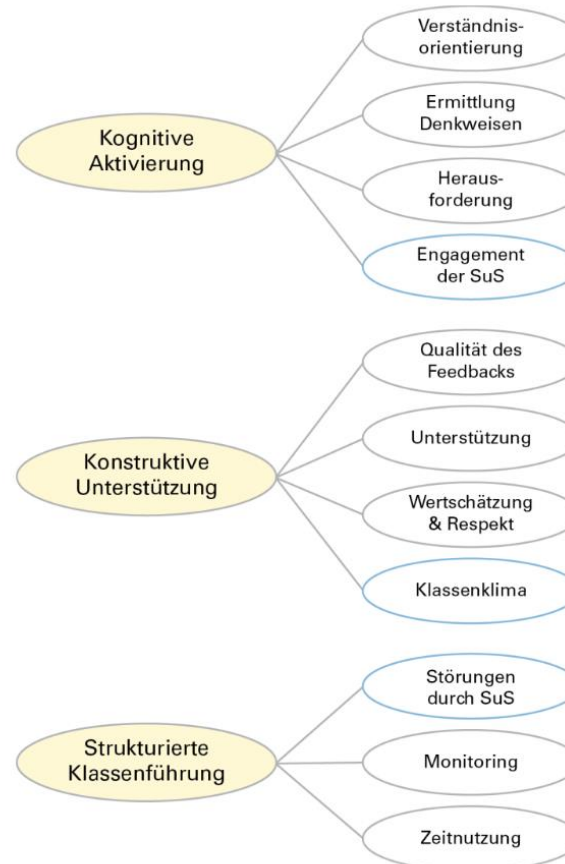 Kognitive
Aktivierung
Verständnis-
orientierung
Ermittlung
Denkweisen
Heraus-
forderung
Engagement
der SuS
Konstruktive
Unterstützung
Qualität des
Feedbacks
Unterstützung
Wertschätzung
& Respekt
Klassenklima
Strukturierte
Klassenführung
Störungen
durch SuS
Monitoring
Zeitnutzung